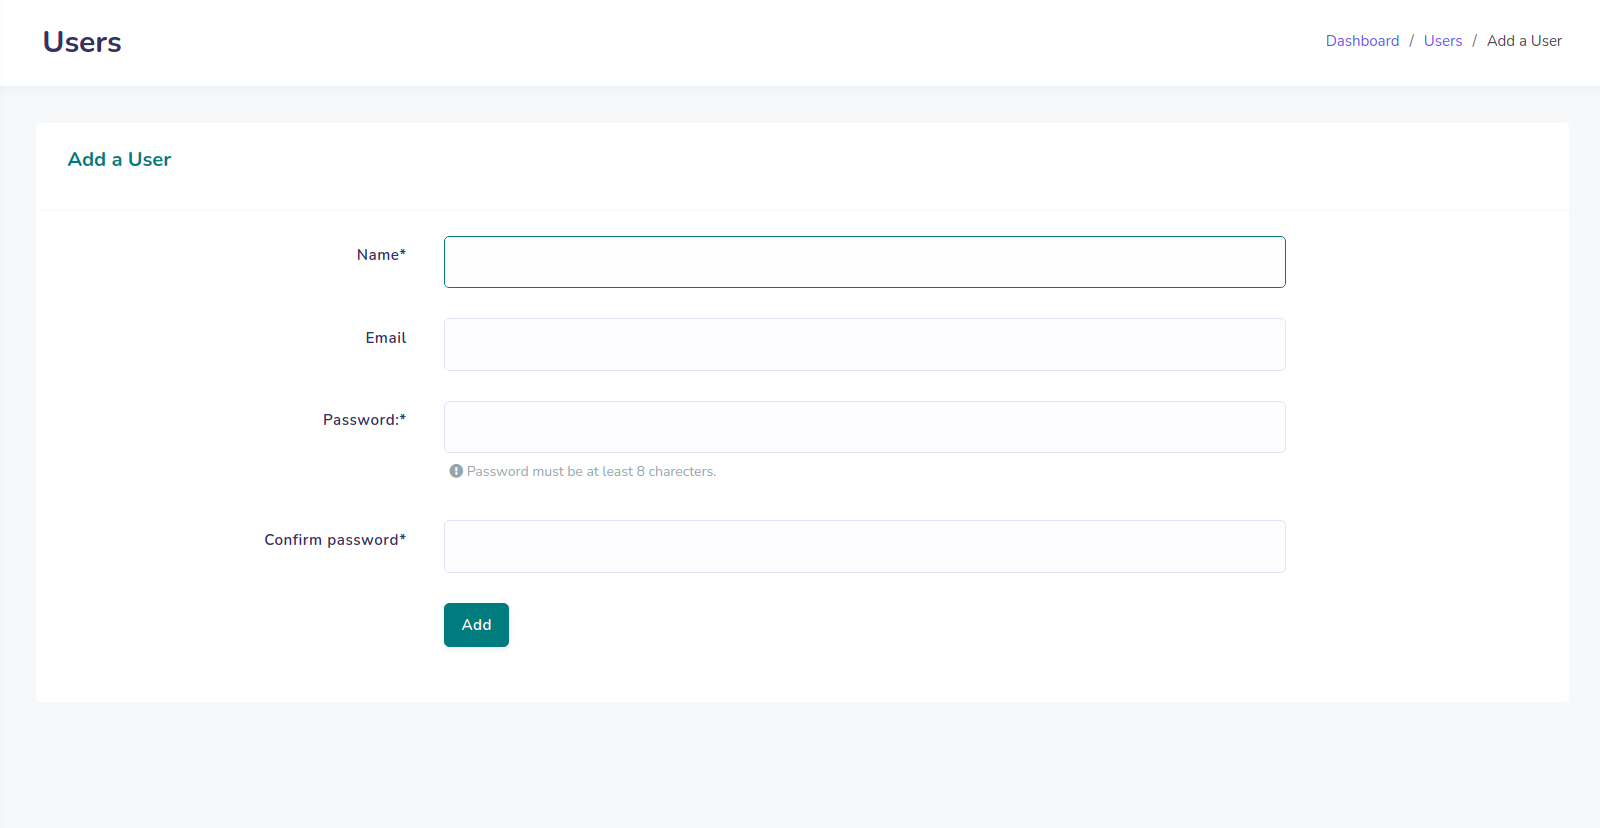 Users
Dashboard / Users / Add a User
Add a User
Name*
Email
Password:*
Password must be at least 8 charecters.
Confirm password*
Add